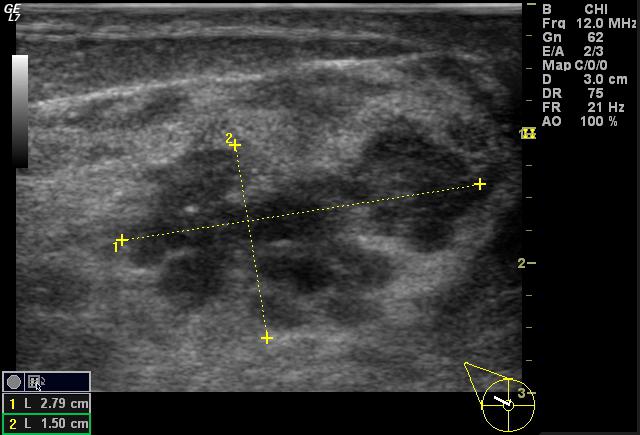 GE
L7
B CHI
Frq 12.0 MHz
Gn 62
E/A 2/3
Map C/0/0
D 3.0 cm
DR 75
FR 21 Hz
AO 100 %
2
1
2
3
1 L 2.79 cm
2 L 1.50 cm